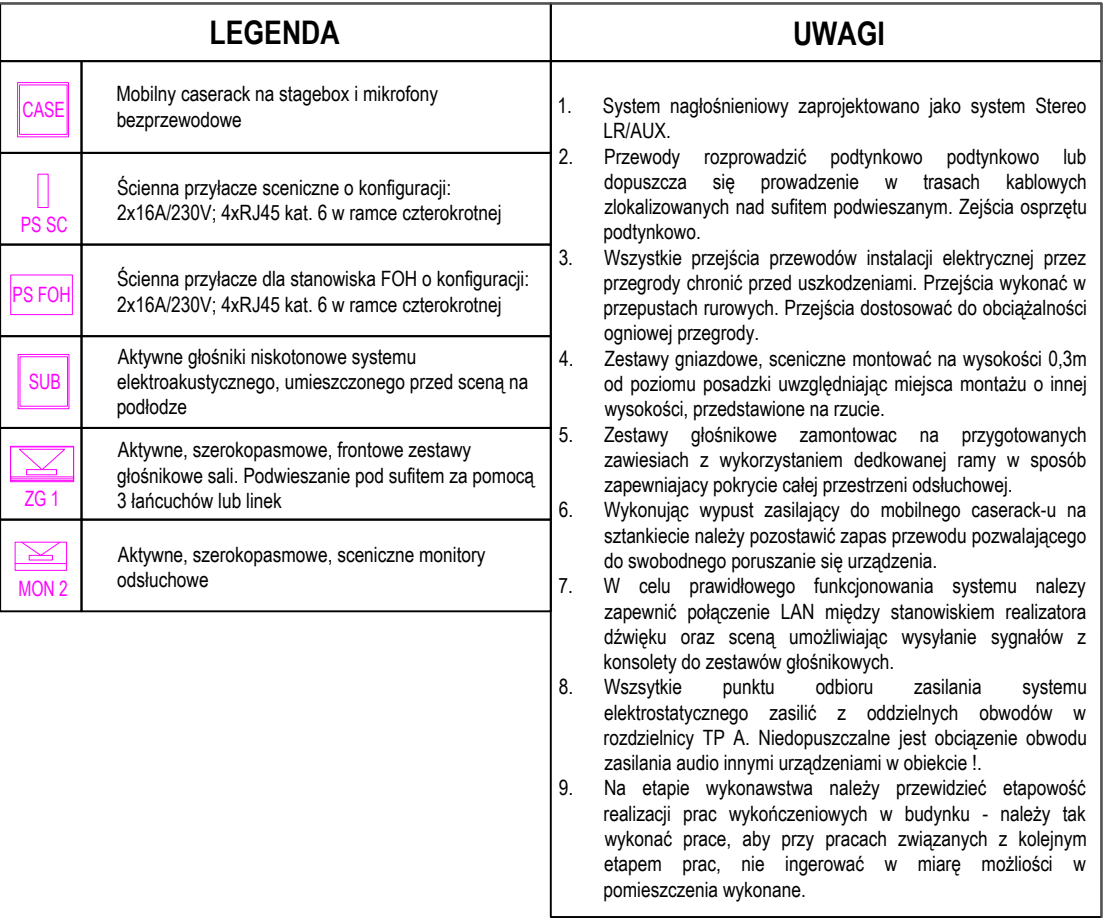 LEGENDA
CASE
Mobilny caserack na stagebox i mikrofony
bezprzewodowe
PS SC
Ścienna przyłacze sceniczne o konfiguracji:
2x16A/230V; 4xRJ45 kat. 6 w ramce czterokrotnej
PS FOH
Ścienna przyłacze dla stanowiska FOH o konfiguracji:
2x16A/230V; 4xRJ45 kat. 6 w ramce czterokrotnej
SUB
Aktywne głośniki niskotonowe systemu
elektroakustycznego, umieszczonego przed sceną na
podłodze
ZG 1
Aktywne, szerokopasmowe, frontowe zestawy
głośnikowe sali. Podwieszanie pod sufitem za pomocą
3 łańcuchów lub linek
MON 2
Aktywne, szerokopasmowe, sceniczne monitory
odsłuchowe
UWAGI
1. System nagłośnieniowy zaprojektowano jako system Stereo
LR/AUX.
2. Przewody rozprowadzić podtynkowo podtynkowo lub
dopuszcza się prowadzenie w trasach kablowych
zlokalizowanych nad sufitem podwieszanym. Zejścia osprzętu
podtynkowo.
3. Wszystkie przejścia przewodów instalacji elektrycznej przez
przegrody chronić przed uszkodzeniami. Przejścia wykonać w
przepustach rurowych. Przejścia dostosować do obciążalności
ogniowej przegrody.
4. Zestawy gniazdowe, sceniczne montować na wysokości 0,3m
od poziomu posadzki uwzględniając miejsca montażu o innej
wysokości, przedstawione na rzucie.
5. Zestawy głośnikowe zamontowac na przygotowanych
zawiesiach z wykorzystaniem dedkowanej ramy w sposób
zapewniajacy pokrycie całej przestrzeni odsłuchowej.
6. Wykonując wypust zasilający do mobilnego caserack-u na
sztankiecie należy pozostawić zapas przewodu pozwalającego
do swobodnego poruszanie się urządzenia.
7. W celu prawidłowego funkcjonowania systemu nalezy
zapewnić połączenie LAN między stanowiskiem realizatora
dźwięku oraz sceną umożliwiając wysyłanie sygnałów z
konsolety do zestawów głośnikowych.
8. Wszsytkie punktu odbioru zasilania systemu
elektrostatycznego zasilić z oddzielnych obwodów w
rozdzielnicy TP A. Niedopuszczalne jest obciązenie obwodu
zasilania audio innymi urządzeniami w obiekcie !.
9. Na etapie wykonawstwa należy przewidzieć etapowość
realizacji prac wykończeniowych w budynku - należy tak
wykonać prace, aby przy pracach związanych z kolejnym
etapem prac, nie ingerować w miarę możliości w
pomieszczenia wykonane.